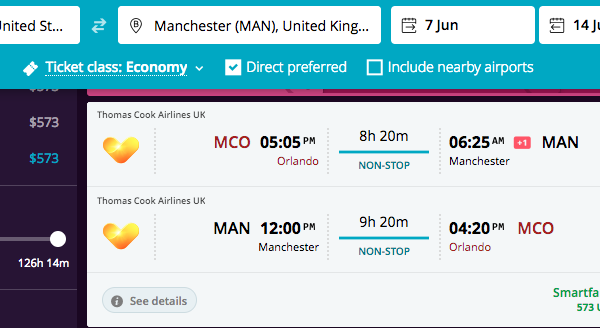 nited St...
Manchester (MAN), United King...
7 Jun
14 J
Ticket class: Economy
Direct preferred
Include nearby airports
$573
$573
$573
126h 14m
Thomas Cook Airlines UK
MCO 05:05 PM
Orlando
8h 20m
NON-STOP
06:25 AM +1 MAN
Manchester
Thomas Cook Airlines UK
MAN 12:00 PM
Manchester
9h 20m
NON-STOP
04:20 PM MCO
Orlando
See details
Smartfa
573 U